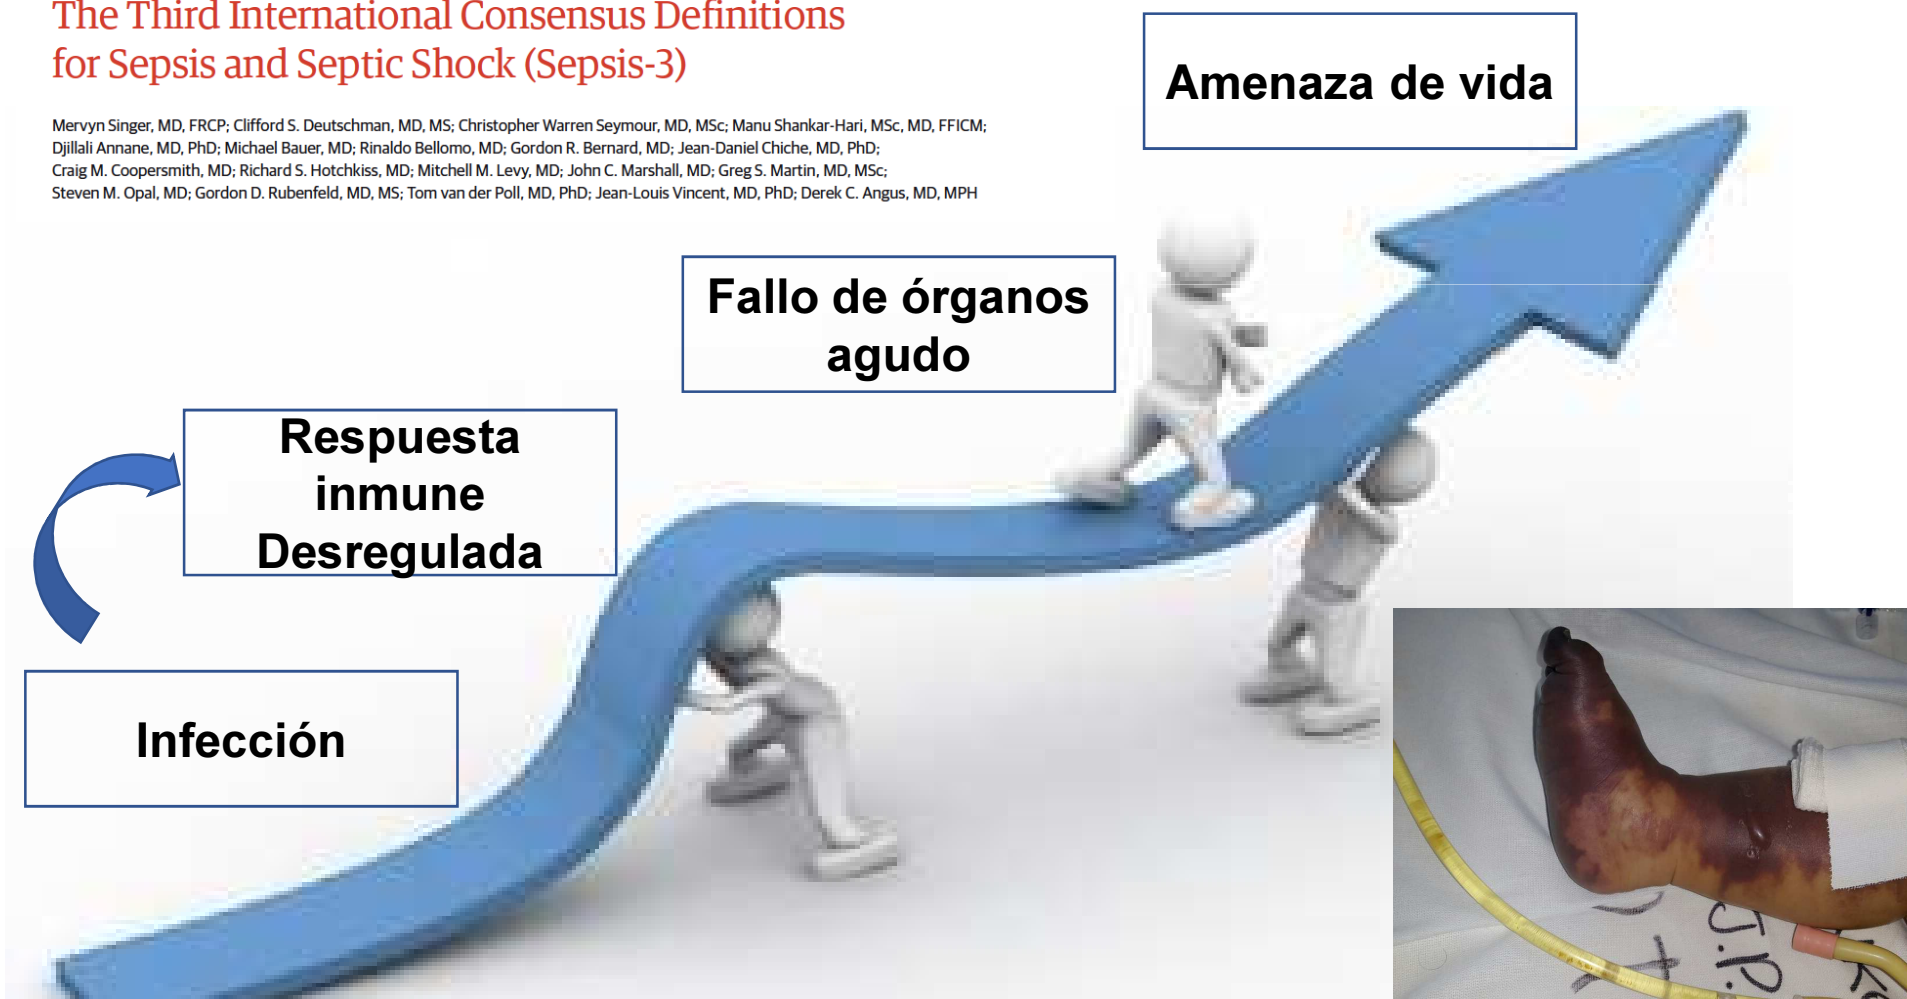 The Third International Consensus Definitions
for Sepsis and Septic Shock (Sepsis-3)
Mervyn Singer, MD, FRCP; Clifford S. Deutschman, MD, MS; Christopher Warren Seymour, MD, MSc; Manu Shankar-Hari, MSc, MD, FFICM;
Djillali Annane, MD, PhD; Michael Bauer, MD; Rinaldo Bellomo, MD; Gordon R. Bernard, MD; Jean-Daniel Chiche, MD, PhD;
Craig M. Coopersmith, MD; Richard S. Hotchkiss, MD; Mitchell M. Levy, MD; John C. Marshall, MD; Greg S. Martin, MD, MSc;
Steven M. Opal, MD; Gordon D. Rubenfeld, MD, MS; Tom van der Poll, MD, PhD; Jean-Louis Vincent, MD, PhD; Derek C. Angus, MD, MPH
Amenaza de vida
Fallo de órganos
agudo
Respuesta
inmune
Desregulada
Infección
J.P.